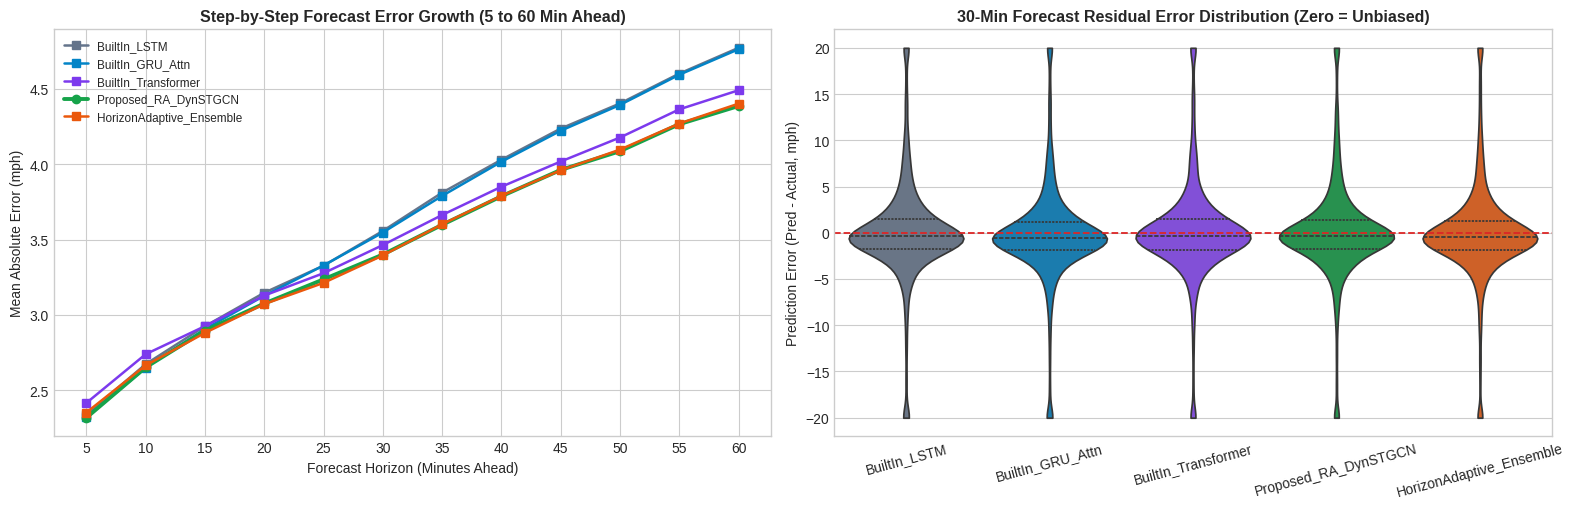 Step-by-Step Forecast Error Growth (5 to 60 Min Ahead)
BuiltIn_LSTM
BuiltIn_GRU_Attn
BuiltIn_Transformer
Proposed_RA_DynSTGCN
HorizonAdaptive_Ensemble
Mean Absolute Error (mph)
4.5
4.0
3.5
3.0
2.5
5 10 15 20 25 30 35 40 45 50 55 60
Forecast Horizon (Minutes Ahead)
30-Min Forecast Residual Error Distribution (Zero = Unbiased)
Prediction Error (Pred - Actual, mph)
20
15
10
5
0
−5
−10
−15
−20
BuiltIn_LSTM
BuiltIn_GRU_Attn
BuiltIn_Transformer
Proposed_RA_DynSTGCN
HorizonAdaptive_Ensemble